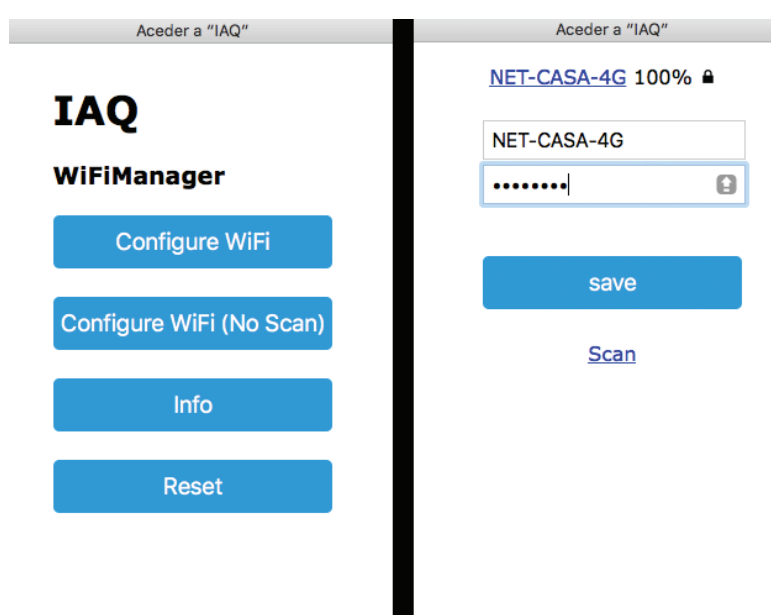 Aceder a “IAQ”
IAQ
WiFiManager
Configure WiFi
Configure WiFi (No Scan)
Info
Reset
Aceder a “IAQ”
NET-CASA-4G 100%
NET-CASA-4G
••••••••
save
Scan